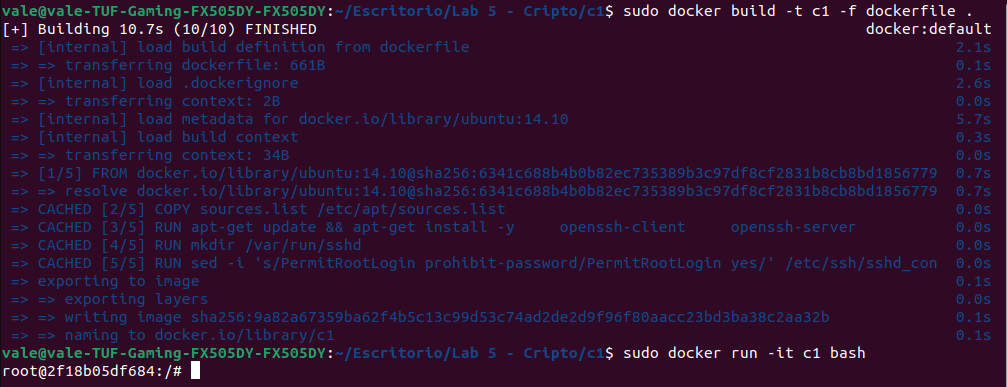 vale@vale-TUF-Gaming-FX505DY-FX505DY:~/Escritorio/Lab 5 - Cripto/c1$ sudo docker build -t c1 -f dockerfile .
[+] Building 10.7s (10/10) FINISHED docker:default
=> [internal] load build definition from dockerfile 2.1s
=> => transferring dockerfile: 661B 0.1s
=> [internal] load .dockerignore 2.6s
=> => transferring context: 2B 0.0s
=> [internal] load metadata for docker.io/library/ubuntu:14.10 5.7s
=> [internal] load build context 0.3s
=> => transferring context: 34B 0.0s
=> [1/5] FROM docker.io/library/ubuntu:14.10@sha256:6341c688b4b0b82ec735389b3c97df8cf2831b8cb8bd1856779 0.7s
=> => resolve docker.io/library/ubuntu:14.10@sha256:6341c688b4b0b82ec735389b3c97df8cf2831b8cb8bd1856779 0.7s
=> CACHED [2/5] COPY sources.list /etc/apt/sources.list 0.0s
=> CACHED [3/5] RUN apt-get update && apt-get install -y openssh-client openssh-server 0.0s
=> CACHED [4/5] RUN mkdir /var/run/sshd 0.0s
=> CACHED [5/5] RUN sed -i 's/PermitRootLogin prohibit-password/PermitRootLogin yes/' /etc/ssh/sshd_con 0.0s
=> exporting to image 0.1s
=> => exporting layers 0.0s
=> => writing image sha256:9a82a67359ba62f4b5c13c99d53c74ad2de2d9f96f80aacc23bd3ba38c2aa32b 0.1s
=> => naming to docker.io/library/c1 0.1s
vale@vale-TUF-Gaming-FX505DY-FX505DY:~/Escritorio/Lab 5 - Cripto/c1$ sudo docker run -it c1 bash
root@2f18b05df684:/#